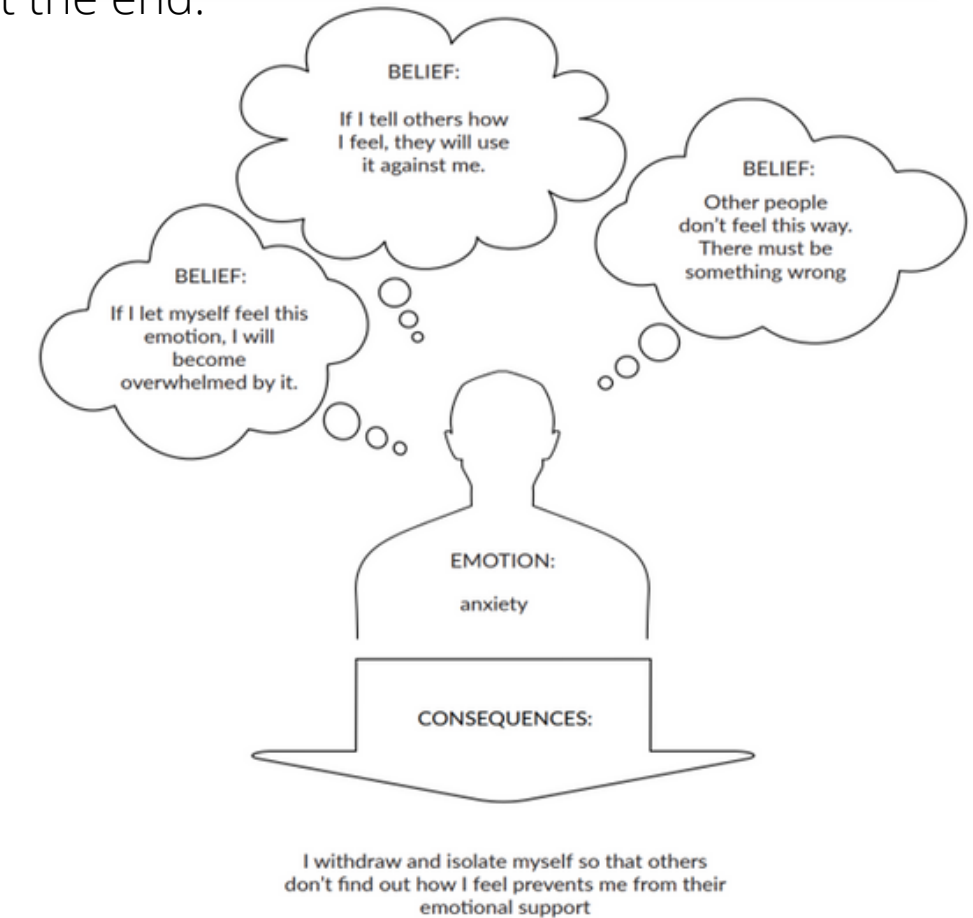 t the end.
BELIEF:
If I tell others how
I feel, they will use
it against me.
BELIEF:
Other people
don't feel this way.
There must be
something wrong
BELIEF:
If I let myself feel this
emotion, I will
become
overwhelmed by it.
EMOTION:
anxiety
CONSEQUENCES:
I withdraw and isolate myself so that others
don't find out how I feel prevents me from their
emotional support